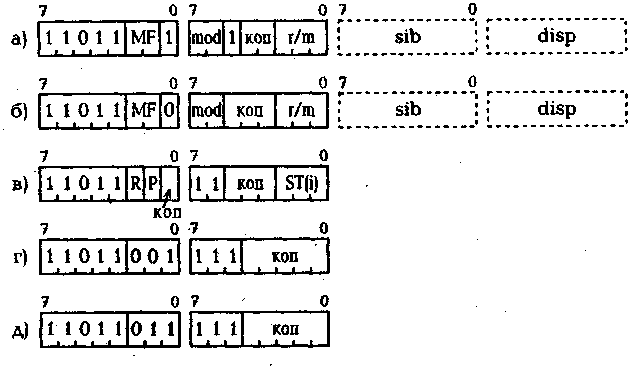 7 0 7 0 7 0
а) 1 1 0 1 1 MF 1 mod 1 коп r/m sib disp
7 0 7 0 7 0
б) 1 1 0 1 1 MF 0 mod коп r/m sib disp
7 0 7 0
в) 1 1 0 1 1 R P 1 1 коп ST(i)
коп
7 0 7 0
г) 1 1 0 1 1 0 0 1 1 1 1 коп
7 0 7 0
д) 1 1 0 1 1 0 1 1 1 1 1 коп